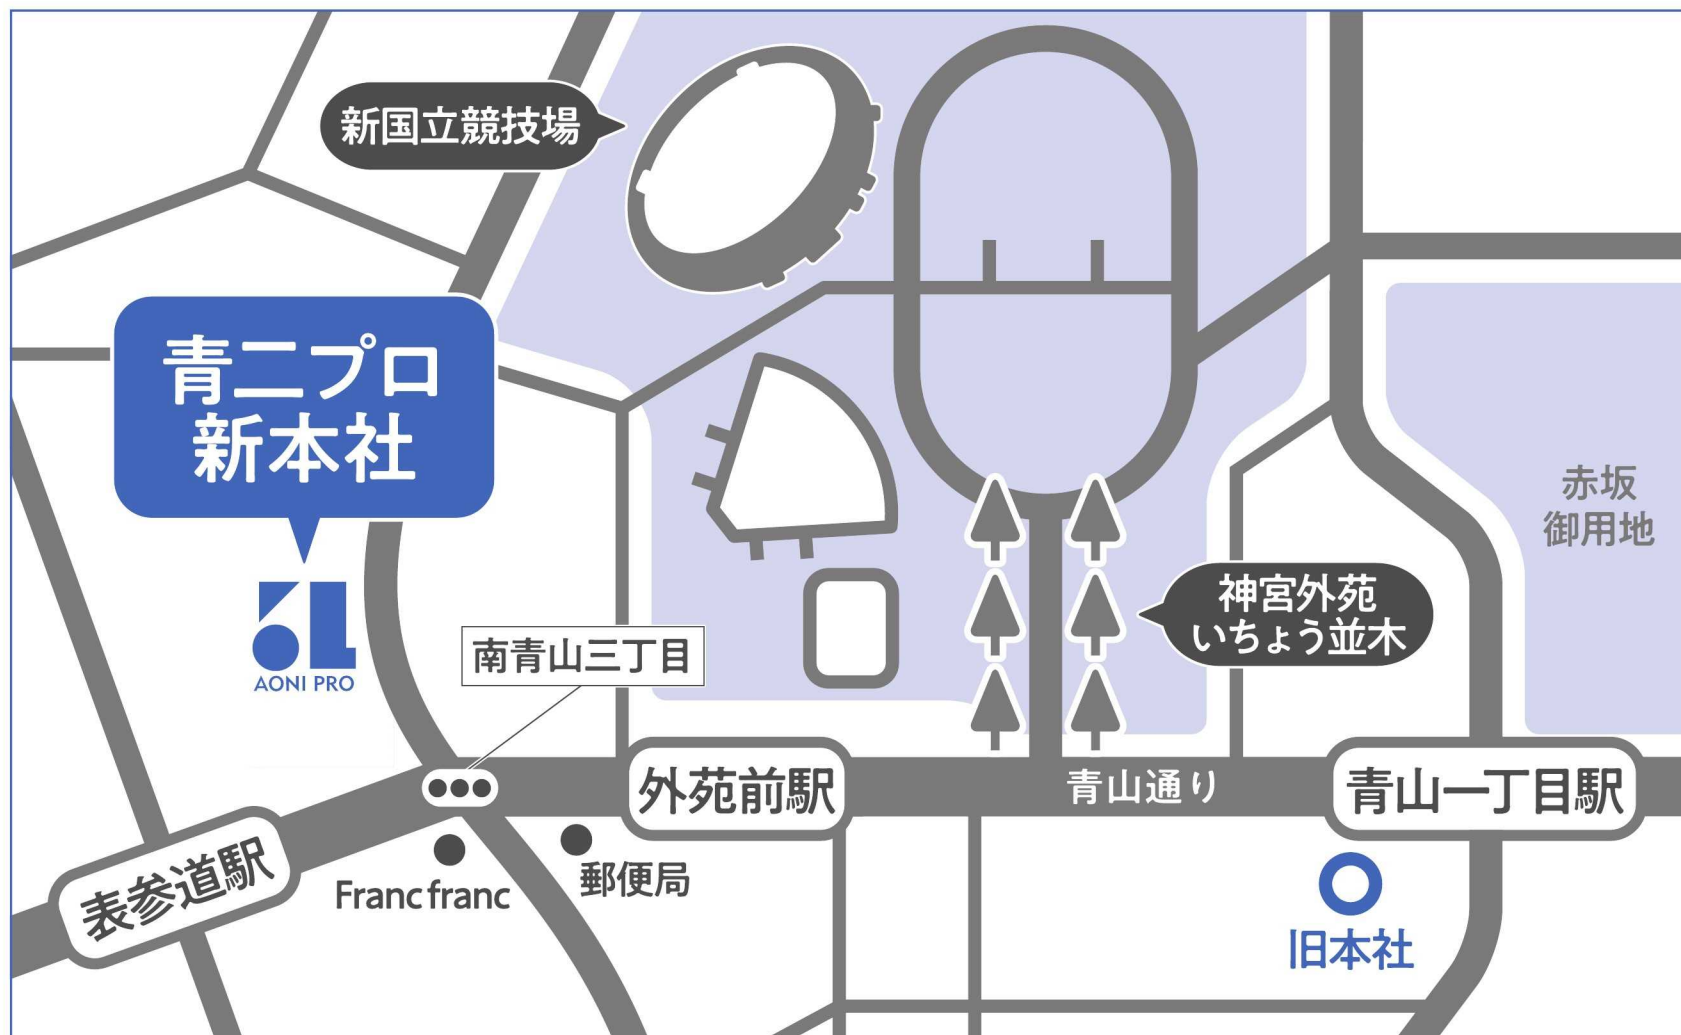 新国立競技場
青二プロ
新本社
AONI PRO
南青山三丁目
赤坂
御用地
神宮外苑
いちょう並木
外苑前駅
青山通り
青山一丁目駅
表参道駅
Francfranc
郵便局
旧本社